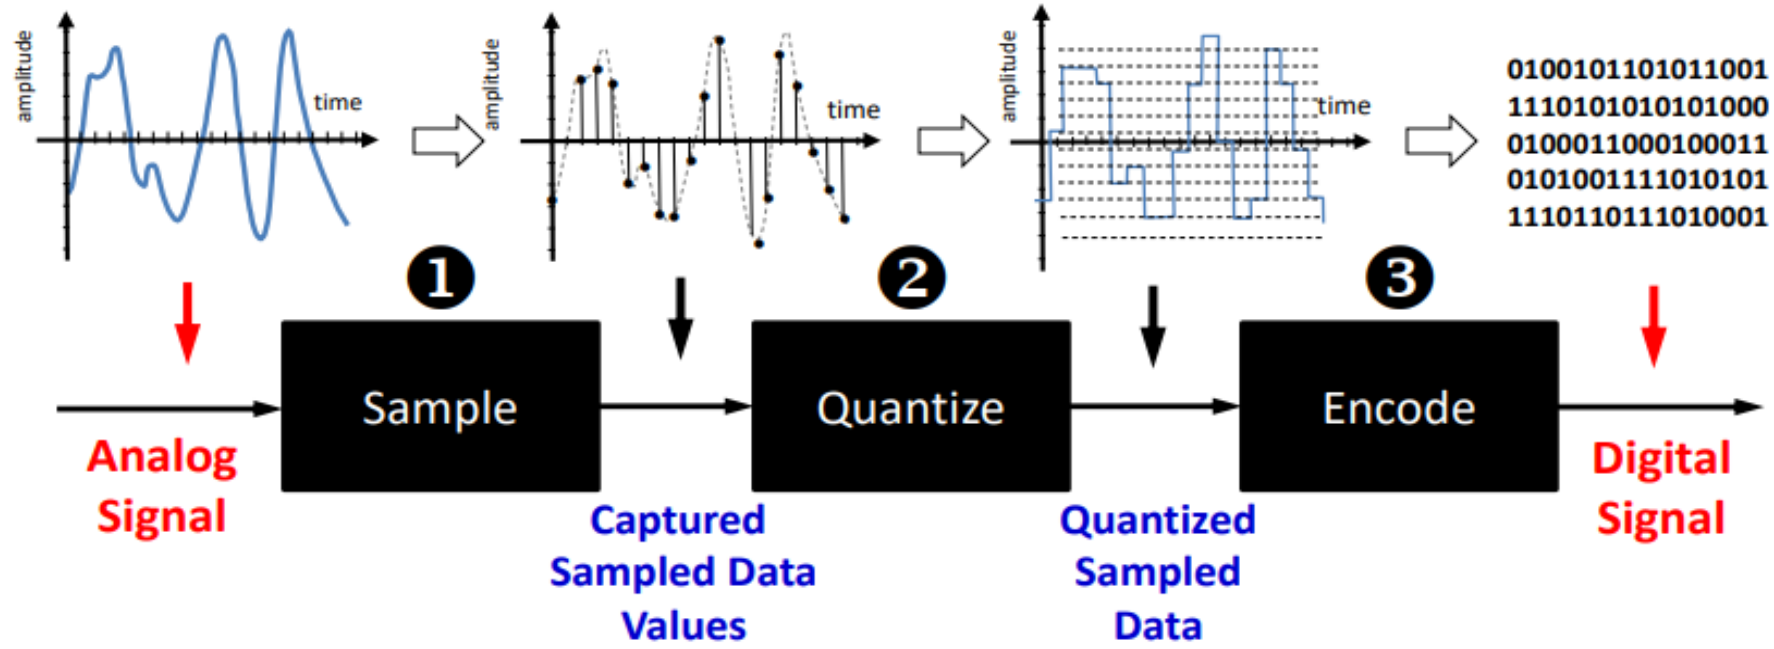 amplitude
time
amplitude
time
amplitude
time
0100101101011001
1110101010101000
0100011000100011
0101001111010101
1110110111010001
1
2
3
Sample
Quantize
Encode
Analog
Signal
Captured
Sampled Data
Values
Quantized
Sampled
Data
Digital
Signal